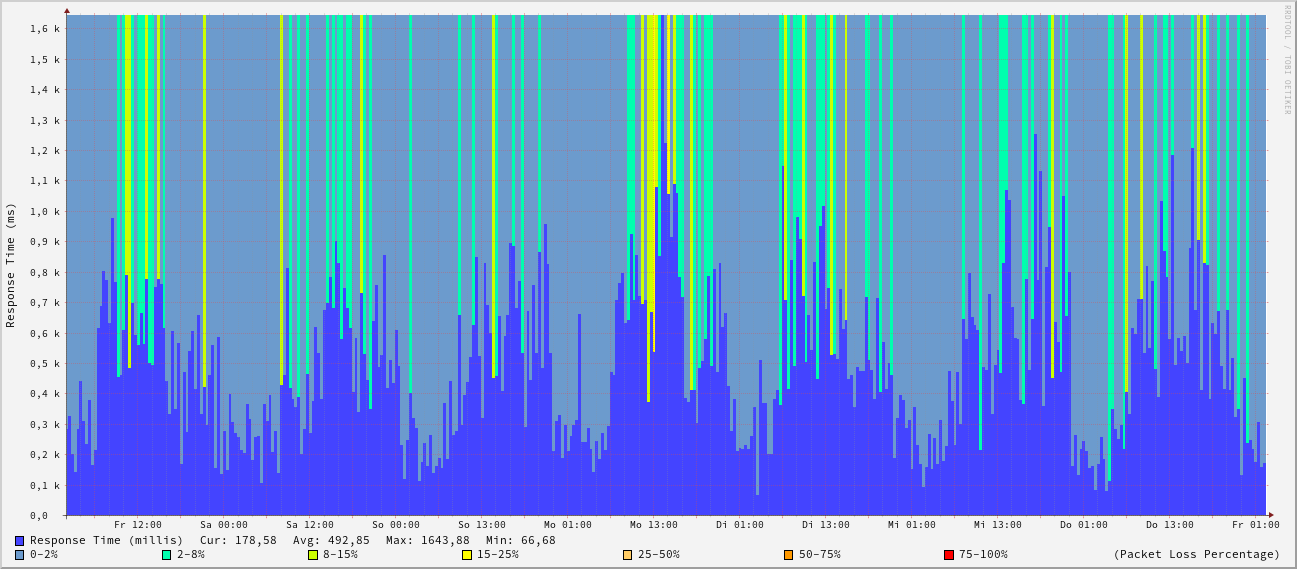 RRDTOOL / TOBI OETIKER
Response Time (ms)
1,6 k
1,5 k
1,4 k
1,3 k
1,2 k
1,1 k
1,0 k
0,9 k
0,8 k
0,7 k
0,6 k
0,5 k
0,4 k
0,3 k
0,2 k
0,1 k
0,0
Fr 12:00 Sa 00:00 Sa 12:00 So 00:00 So 13:00 Mo 01:00 Mo 13:00 Di 01:00 Di 13:00 Mi 01:00 Mi 13:00 Do 01:00 Do 13:00 Fr 01:00
Response Time (millis) Cur: 178,58 Avg: 492,85 Max: 1643,88 Min: 66,68
0-2% 2-8% 8-15% 15-25% 25-50% 50-75% 75-100% (Packet Loss Percentage)